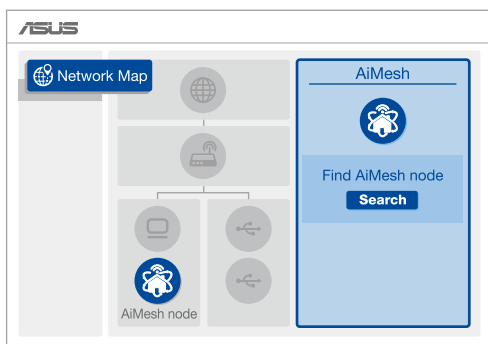 ASUS
Network Map
AiMesh node
AiMesh
Find AiMesh node
Search